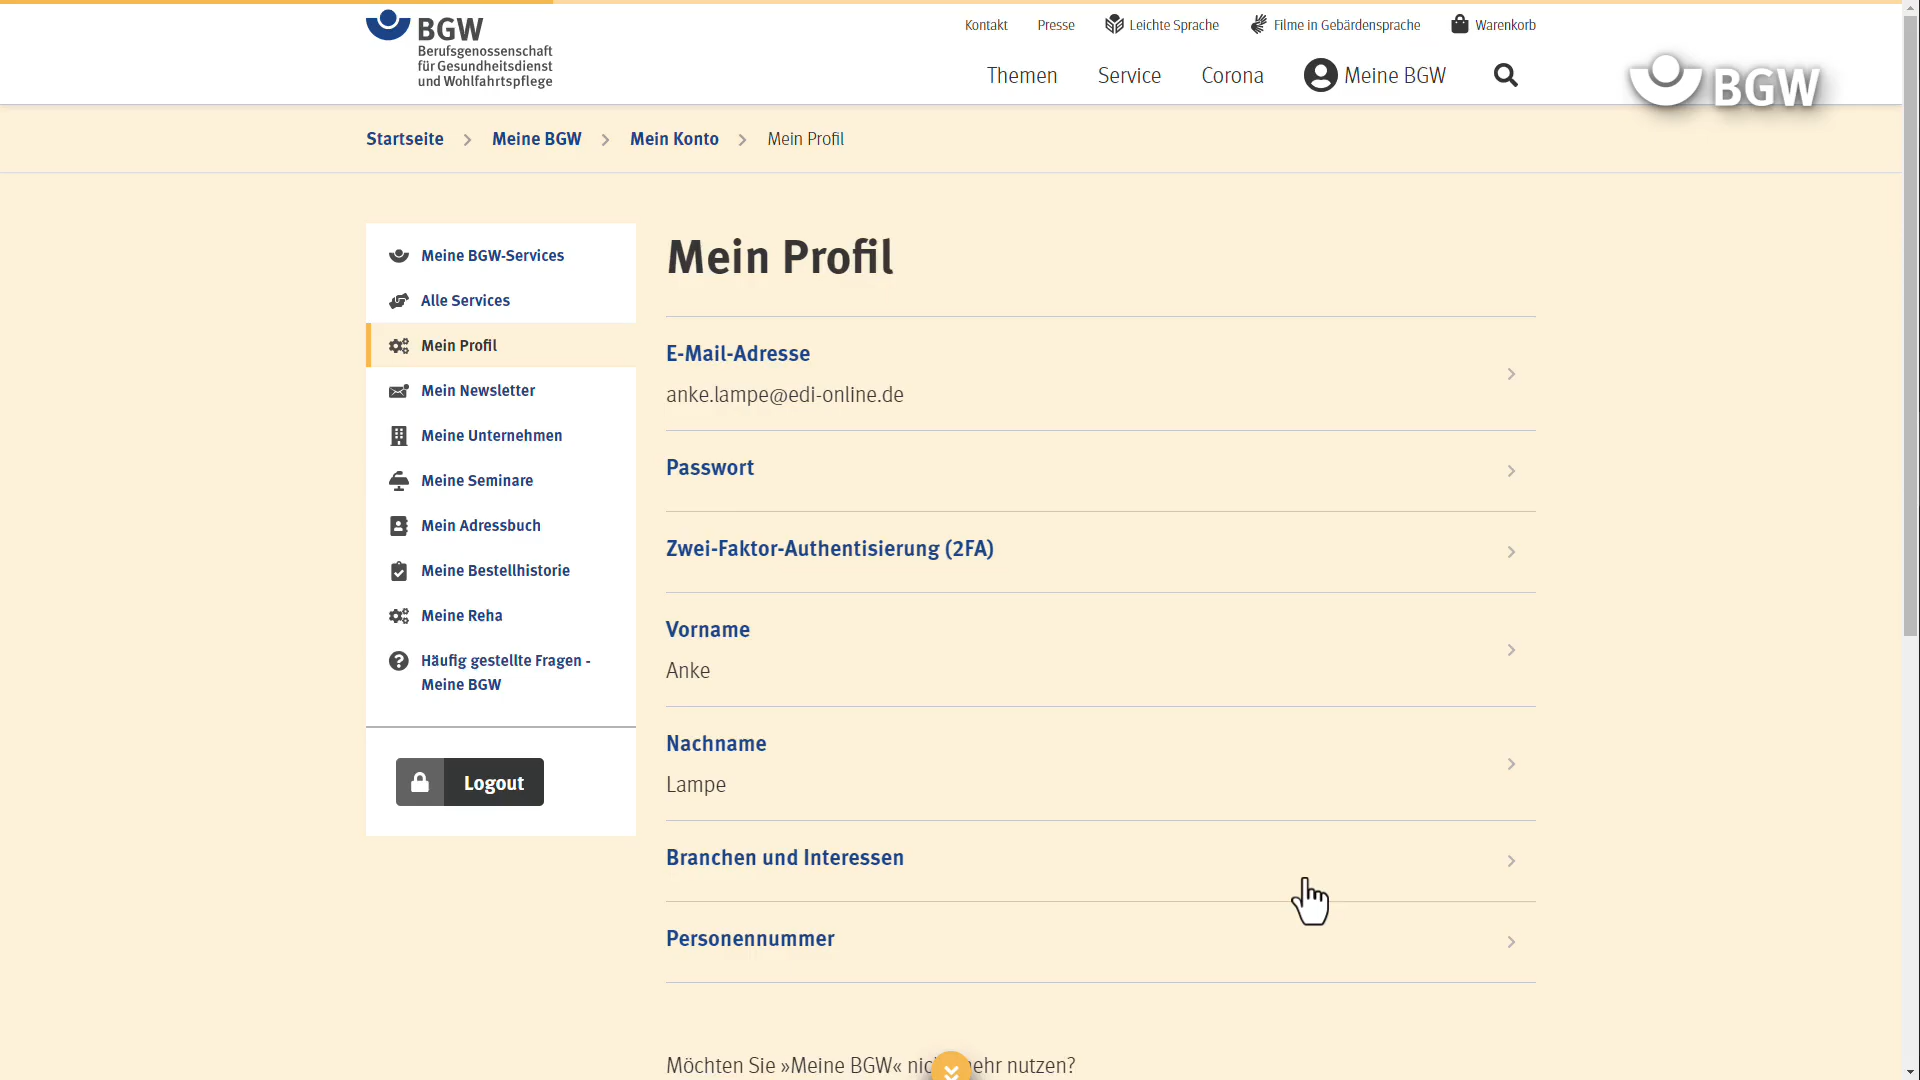 BGW
Berufsgenossenschaft
für Gesundheitsdienst
und Wohlfahrtspflege
Kontakt Presse Leichte Sprache Filme in Gebärdensprache Warenkorb
Themen Service Corona Meine BGW
BGW
Startseite Meine BGW Mein Konto Mein Profil
Meine BGW-Services
Alle Services
Mein Profil
Mein Newsletter
Meine Unternehmen
Meine Seminare
Mein Adressbuch
Meine Bestellhistorie
Meine Reha
Häufig gestellte Fragen -
Meine BGW
Logout
Mein Profil
E-Mail-Adresse
anke.lampe@edi-online.de
Passwort
Zwei-Faktor-Authentisierung (2FA)
Vorname
Anke
Nachname
Lampe
Branchen und Interessen
Personennummer
Möchten Sie »Meine BGW« nutzen?